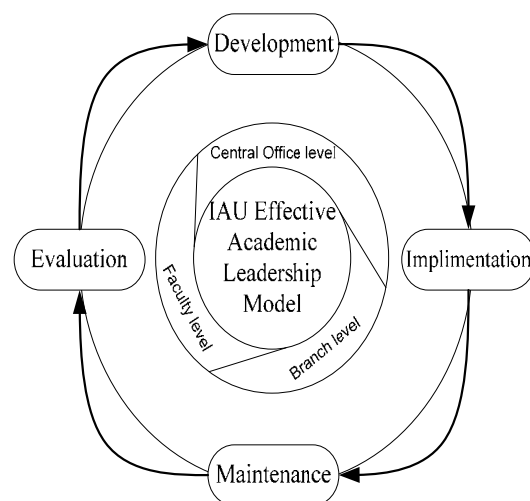 Development
Central Office level
IAU Effective
Academic
Leadership
Model
Evaluation
Implimentation
Faculty level
Branch level
Maintenance